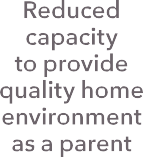 Reduced
capacity
to provide
quality home
environment
as a parent